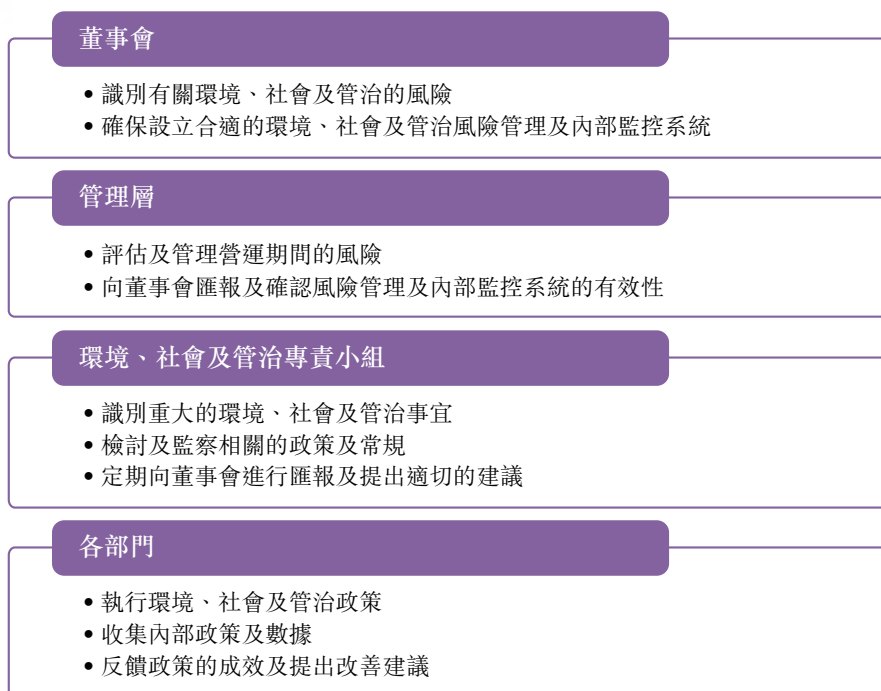 董事會
• 識別有關環境、社會及管治的風險
• 確保設立合適的環境、社會及管治風險管理及內部監控系統
管理層
• 評估及管理營運期間的風險
• 向董事會匯報及確認風險管理及內部監控系統的有效性
環境、社會及管治專責小組
• 識別重大的環境、社會及管治事宜
• 檢討及監察相關的政策及常規
• 定期向董事會進行匯報及提出適切的建議
各部門
• 執行環境、社會及管治政策
• 收集內部政策及數據
• 反饋政策的成效及提出改善建議